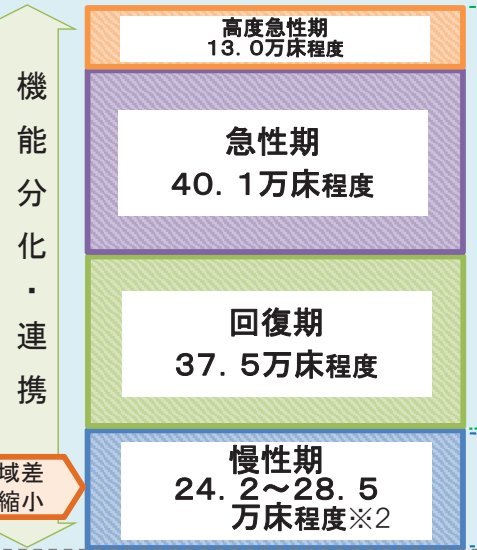 機能分化・連携
高度急性期
13.0万床程度
急性期
40.1万床程度
回復期
37.5万床程度
域差
縮小
慢性期
24.2～28.5
万床程度※2